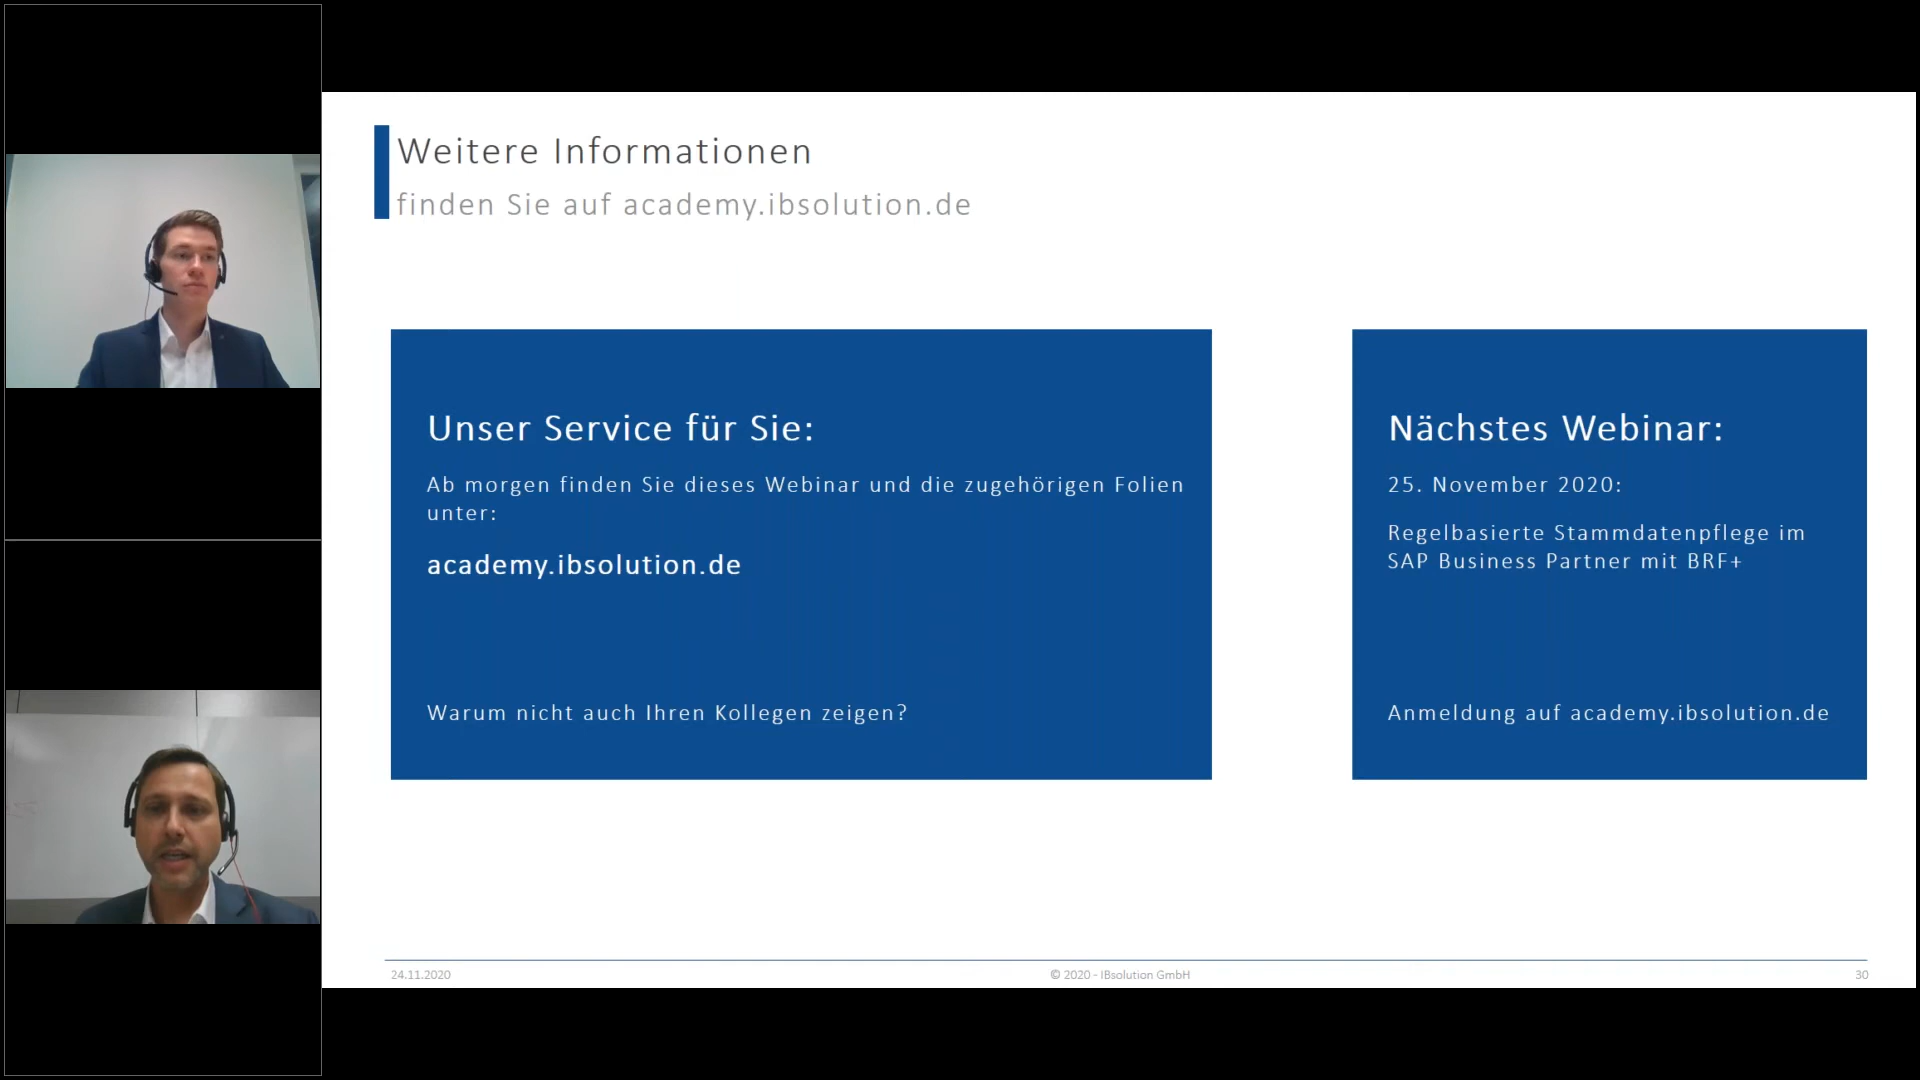 Weitere Informationen
finden Sie auf academy.ibsolution.de
Unser Service für Sie:
Ab morgen finden Sie dieses Webinar und die zugehörigen Folien
unter:
academy.ibsolution.de
Warum nicht auch Ihren Kollegen zeigen?
Nächstes Webinar:
25. November 2020:
Regelbasierte Stammdatenpflege im
SAP Business Partner mit BRF+
Anmeldung auf academy.ibsolution.de
24.11.2020
© 2020 - IBsolution GmbH
30